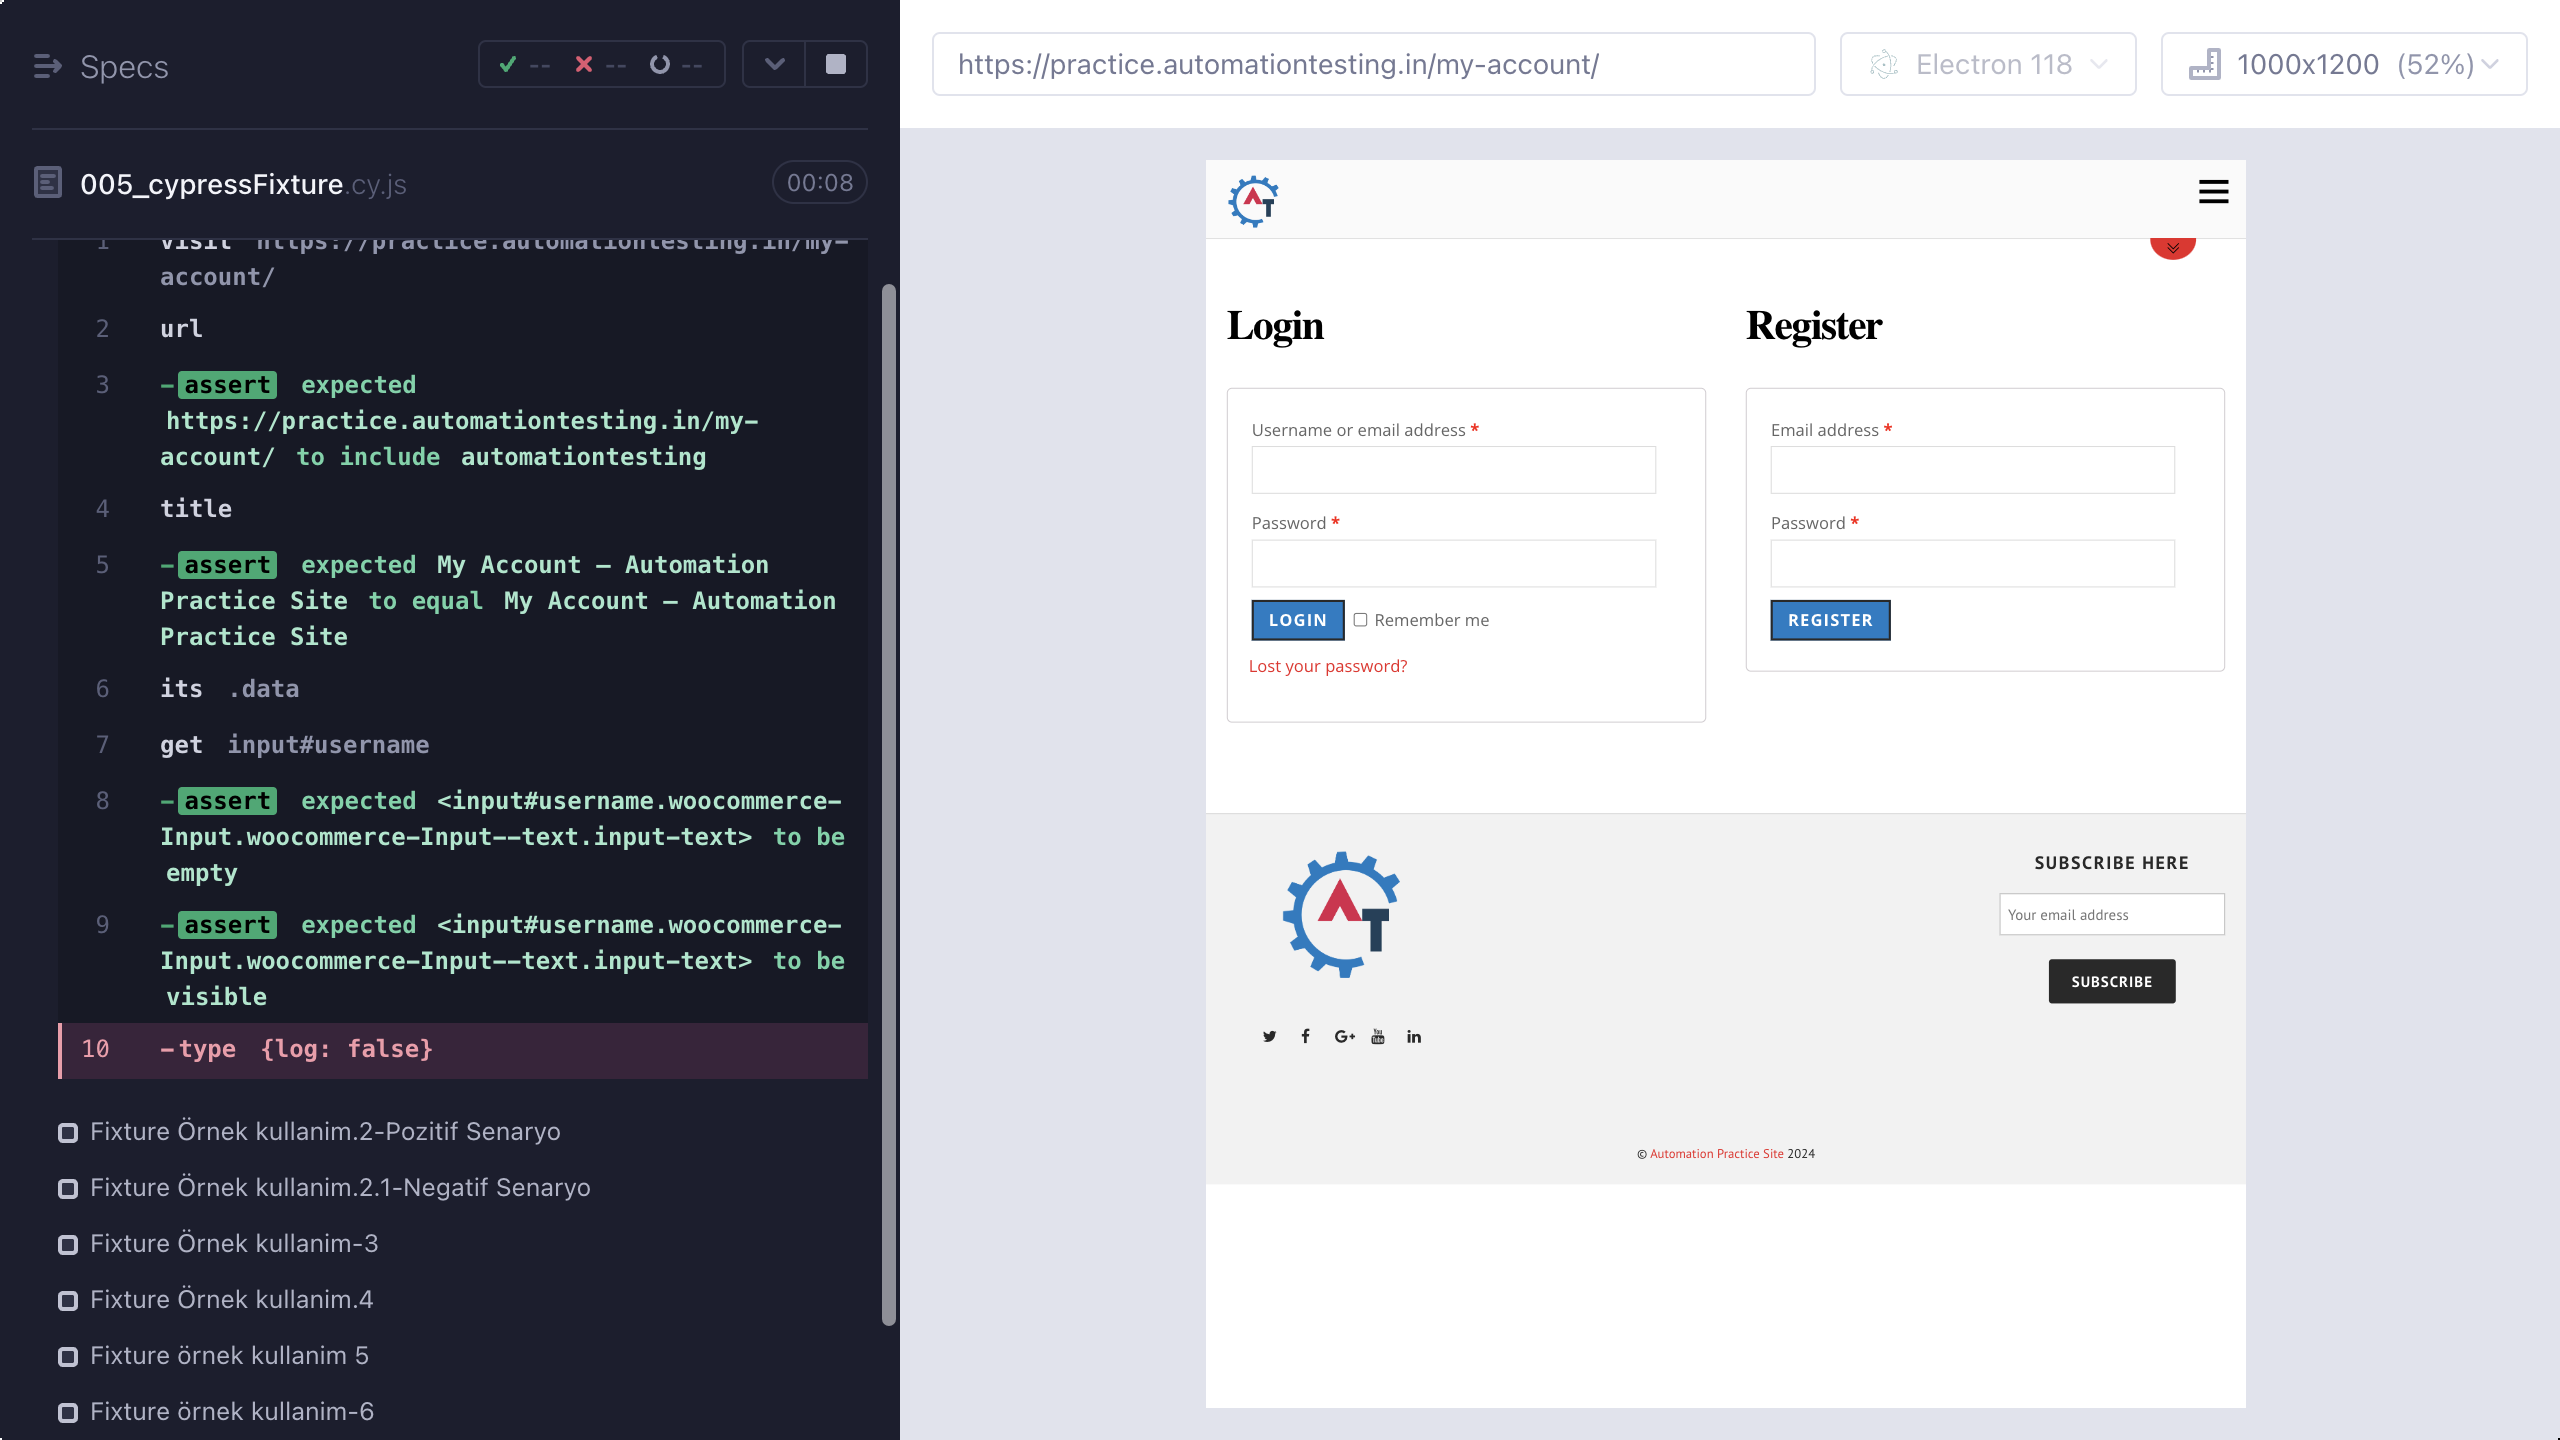 Specs
-- -- --
005_cypressFixture.cy.js
00:08
1 visit https://practice.automationtesting.in/my-
account/
2 url
3 -assert expected
https://practice.automationtesting.in/my-
account/ to include automationtesting
4 title
5 -assert expected My Account – Automation
Practice Site to equal My Account – Automation
Practice Site
6 its .data
7 get input#username
8 -assert expected <input#username.woocommerce-
Input.woocommerce-Input--text.input-text> to be
empty
9 -assert expected <input#username.woocommerce-
Input.woocommerce-Input--text.input-text> to be
visible
10 -type {log: false}
Fixture Örnek kullanim.2-Pozitif Senaryo
Fixture Örnek kullanim.2.1-Negatif Senaryo
Fixture Örnek kullanim-3
Fixture Örnek kullanim.4
Fixture örnek kullanim 5
Fixture örnek kullanim-6
https://practice.automationtesting.in/my-account/
Electron 118
1000x1200 (52%)
AT
Login
Username or email address *
Password *
LOGIN Remember me
Lost your password?
Register
Email address *
Password *
REGISTER
AT
SUBSCRIBE HERE
Your email address
SUBSCRIBE
© Automation Practice Site 2024